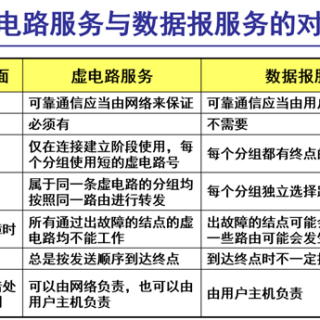 电路服务与数据报服务的对
面 虚电路服务 数据报服
可靠通信应当由网络来保证 可靠通信应当由用
必须有 不需要
仅在连接建立阶段使用，每
个分组使用短的虚电路号 每个分组都有终点的
属于同一条虚电路的分组均
按照同一路由进行转发 每个分组独立选择路
时 所有通过出故障的结点的虚
电路均不能工作 出故障的结点可能会
一些路由可能会发生
总是按发送顺序到达终点 到达终点时不一定按
处 可以由网络负责，也可以由
用户主机负责 由用户主机负责